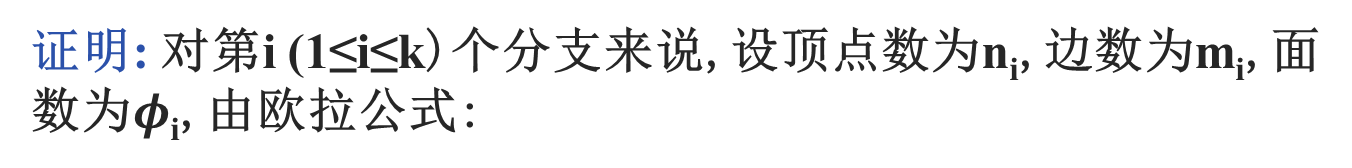 证明: 对第i (1≤i≤k) 个分支来说, 设顶点数为nᵢ, 边数为mᵢ, 面
数为ϕᵢ, 由欧拉公式: